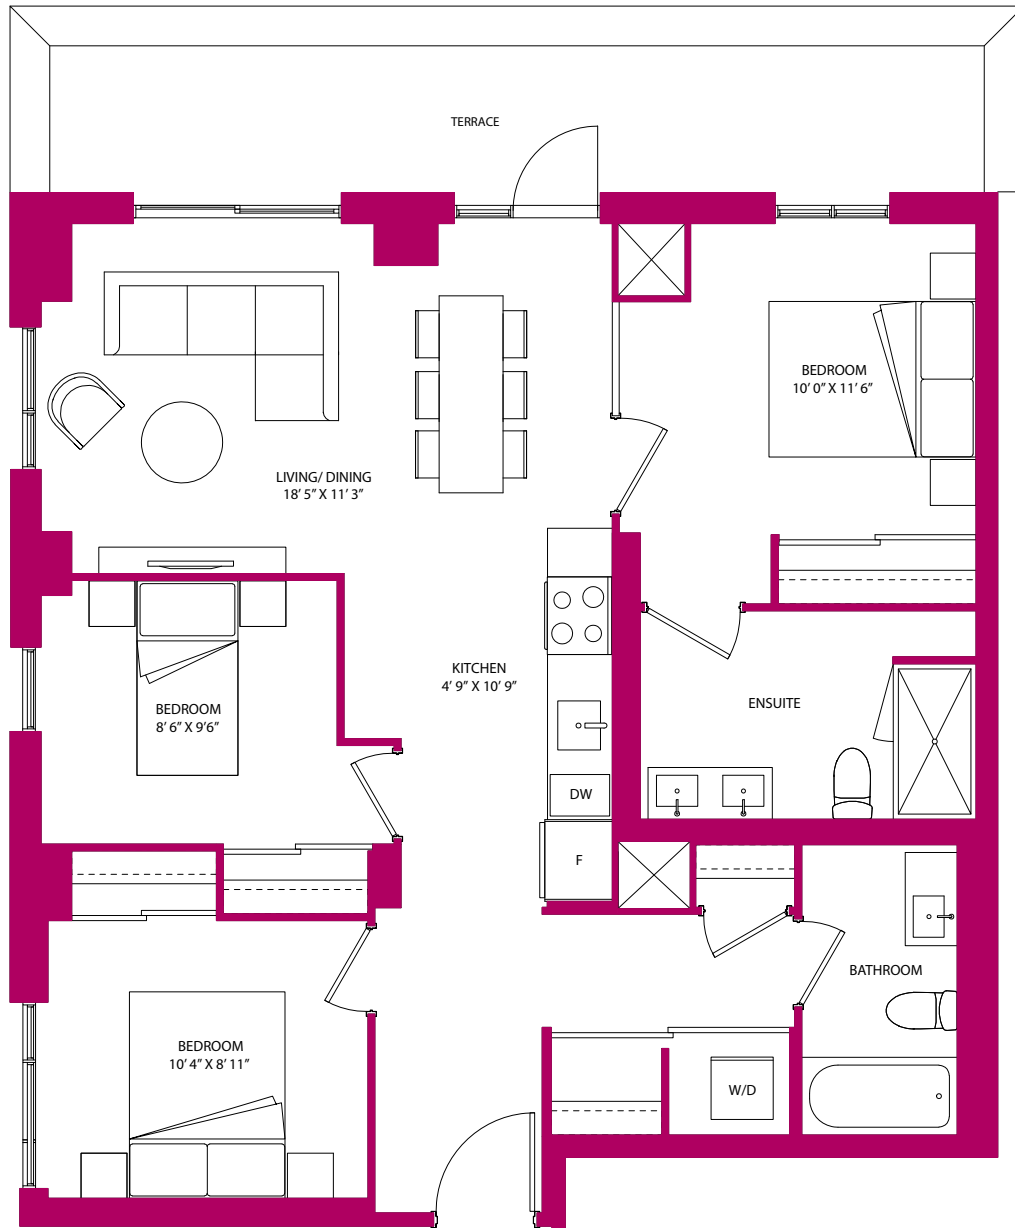 TERRACE
BEDROOM
10’ 0” X 11’ 6”
LIVING/ DINING
18’ 5” X 11’ 3”
KITCHEN
4’ 9” X 10’ 9”
BEDROOM
8’ 6” X 9’6”
ENSUITE
DW
F
BATHROOM
BEDROOM
10’ 4” X 8’ 11”
W/D